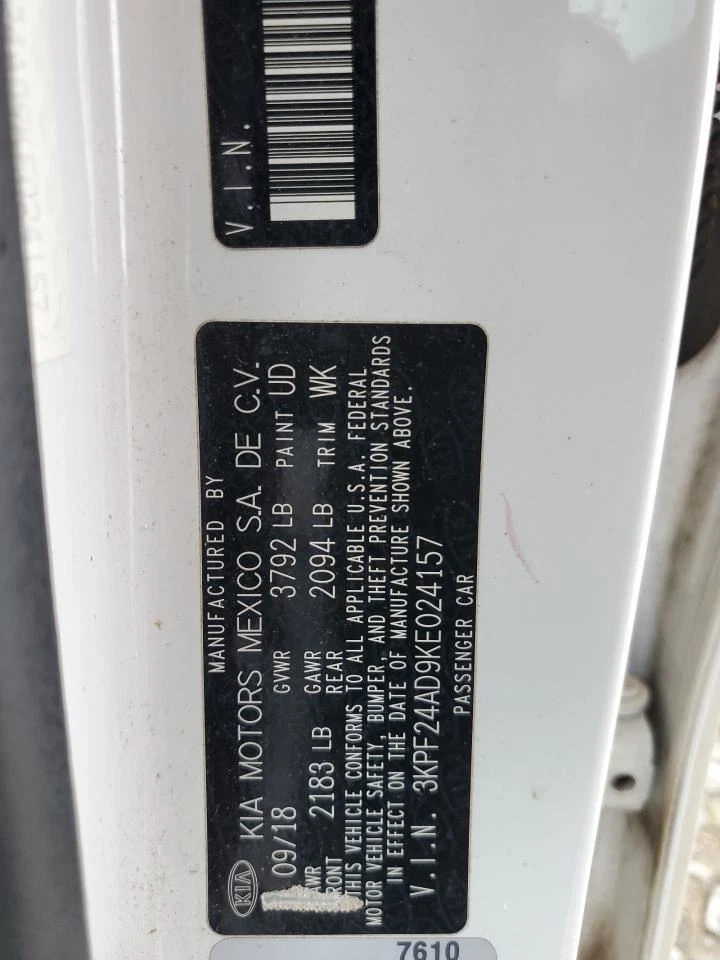 V.I.N.
MANUFACTURED BY
KIA KIA MOTORS MEXICO S.A. DE C.V.
09/18 GVWR 3792 LB PAINT UD
2183 LB GAWR REAR 2094 LB TRIM WK
THIS VEHICLE CONFORMS TO ALL APPLICABLE U.S.A. FEDERAL
MOTOR VEHICLE SAFETY, BUMPER, AND THEFT PREVENTION STANDARDS
IN EFFECT ON THE DATE OF MANUFACTURE SHOWN ABOVE.
V.I.N. 3KPF24AD9KE024157
PASSENGER CAR
7610